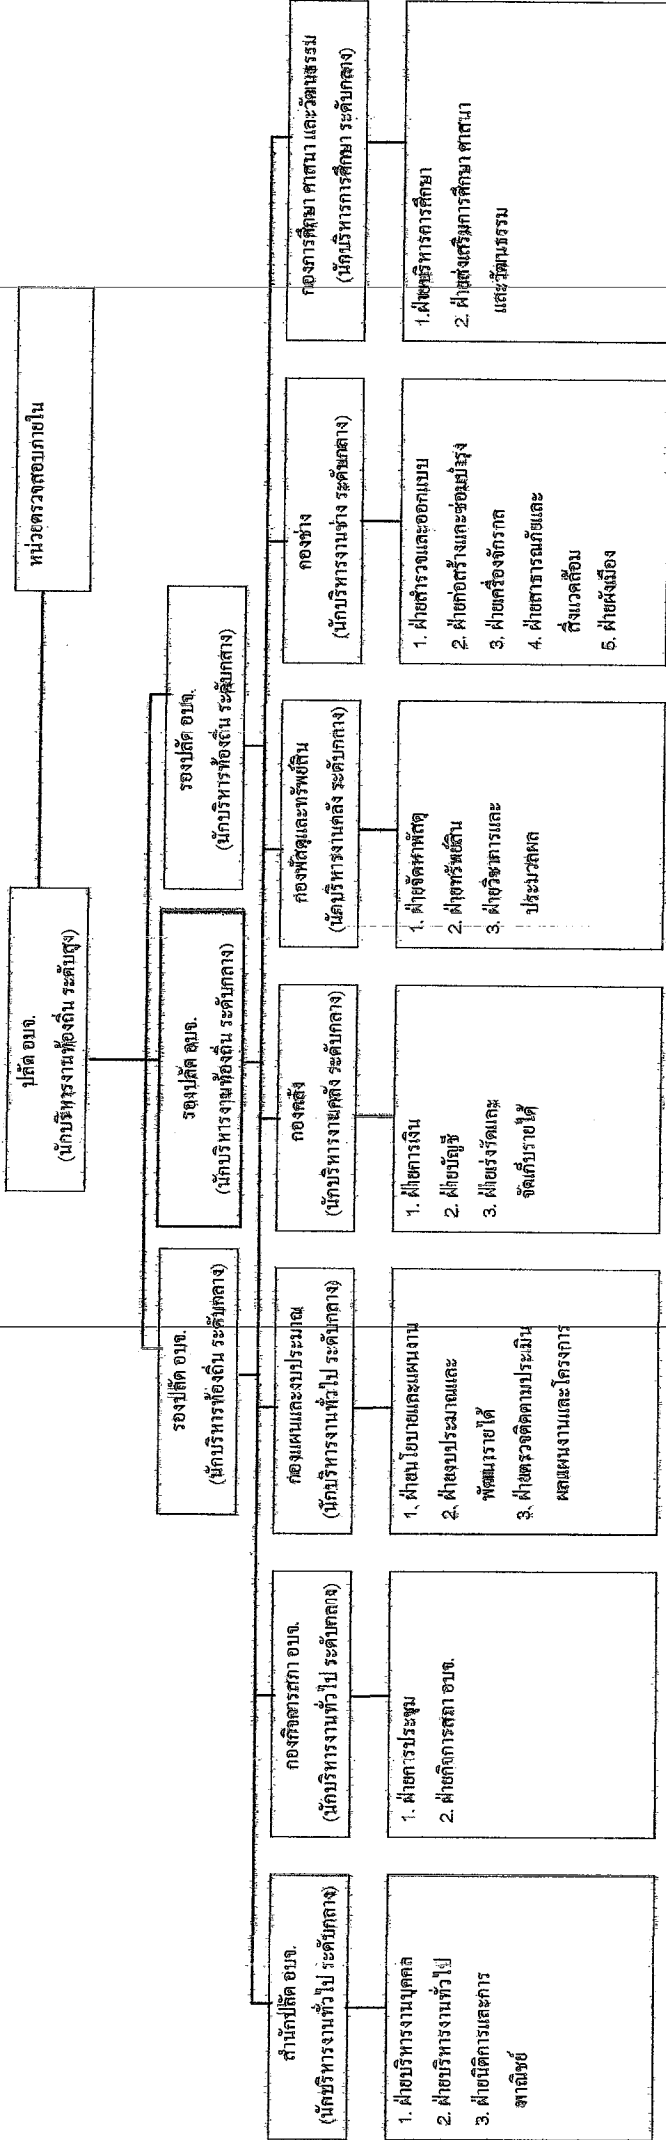 ปลัด อบจ.
(นักบริหารงานท้องถิ่น ระดับสูง)
หน่วยตรวจสอบภายใน
รองปลัด อบจ.
(นักบริหารท้องถิ่น ระดับกลาง)
รองปลัด อบจ.
(นักบริหารงานท้องถิ่น ระดับกลาง)
รองปลัด อบจ.
(นักบริหารท้องถิ่น ระดับกลาง)
สำนักปลัด อบจ.
(นักบริหารงานทั่วไป ระดับกลาง)
กองกิจการสภา อบจ.
(นักบริหารงานทั่วไป ระดับกลาง)
กองแผนและงบประมาณ
(นักบริหารงานทั่วไป ระดับกลาง)
กองคลัง
(นักบริหารงานคลัง ระดับกลาง)
กองพัสดุและทรัพย์สิน
(นักบริหารงานคลัง ระดับกลาง)
กองช่าง
(นักบริหารงานช่าง ระดับกลาง)
กองการศึกษา ศาสนา และวัฒนธรรม
(นักบริหารการศึกษา ระดับกลาง)
1. ฝ่ายบริหารงานบุคคล
2. ฝ่ายบริหารงานทั่วไป
3. ฝ่ายนิติการและการ
พาณิชย์
1. ฝ่ายการประชุม
2. ฝ่ายกิจการสภา อบจ.
1. ฝ่ายนโยบายและแผนงาน
2. ฝ่ายงบประมาณและ
พัฒนารายได้
3. ฝ่ายตรวจติดตามประเมิน
ผลแผนงานและโครงการ
1. ฝ่ายการเงิน
2. ฝ่ายบัญชี
3. ฝ่ายเร่งรัดและ
จัดเก็บรายได้
1. ฝ่ายจัดหาพัสดุ
2. ฝ่ายทรัพย์สิน
3. ฝ่ายวิชาการและ
ประมวลผล
1. ฝ่ายสำรวจและออกแบบ
2. ฝ่ายก่อสร้างและซ่อมบำรุง
3. ฝ่ายเครื่องจักรกล
4. ฝ่ายสาธารณภัยและ
สิ่งแวดล้อม
5. ฝ่ายผังเมือง
1.ฝ่ายบริหารการศึกษา
2. ฝ่ายส่งเสริมการศึกษา ศาสนา
และวัฒนธรรม